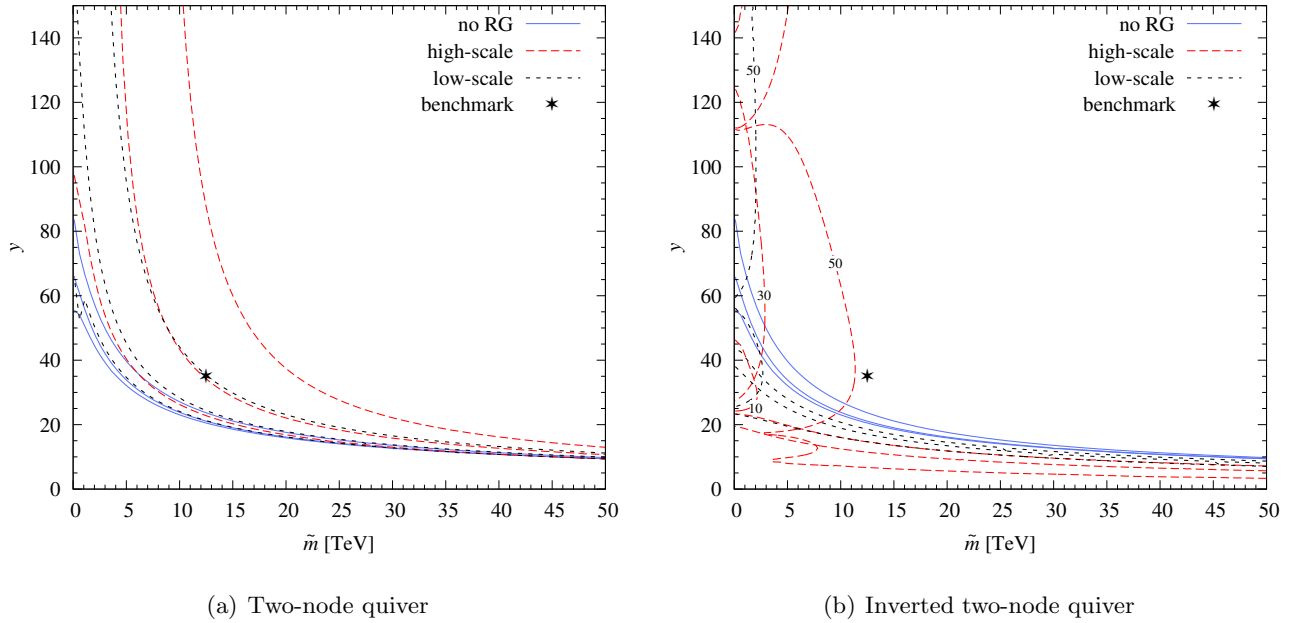 140
120
100
80
60
40
20
0
y
0 5 10 15 20 25 30 35 40 45 50
m̃ [TeV]
no RG
high-scale
low-scale
benchmark
(a) Two-node quiver
140
120
100
80
60
40
20
0
y
0 5 10 15 20 25 30 35 40 45 50
m̃ [TeV]
no RG
high-scale
low-scale
benchmark
50
50
30
10
(b) Inverted two-node quiver